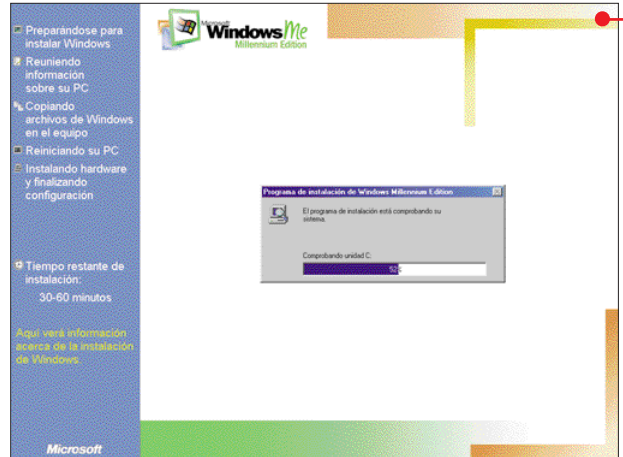 Preparándose para
instalar Windows
Reuniendo
información
sobre su PC
Copiando
archivos de Windows
en el equipo
Reiniciando su PC
Instalando hardware
y finalizando
configuración
Tiempo restante de
instalación:
30-60 minutos
Aquí verá información
acerca de la instalación
de Windows.
Microsoft
Microsoft
Windows Me
Millennium Edition
Programa de instalación de Windows Millennium Edition
El programa de instalación está comprobando su
sistema.
Comprobando unidad C:
52%